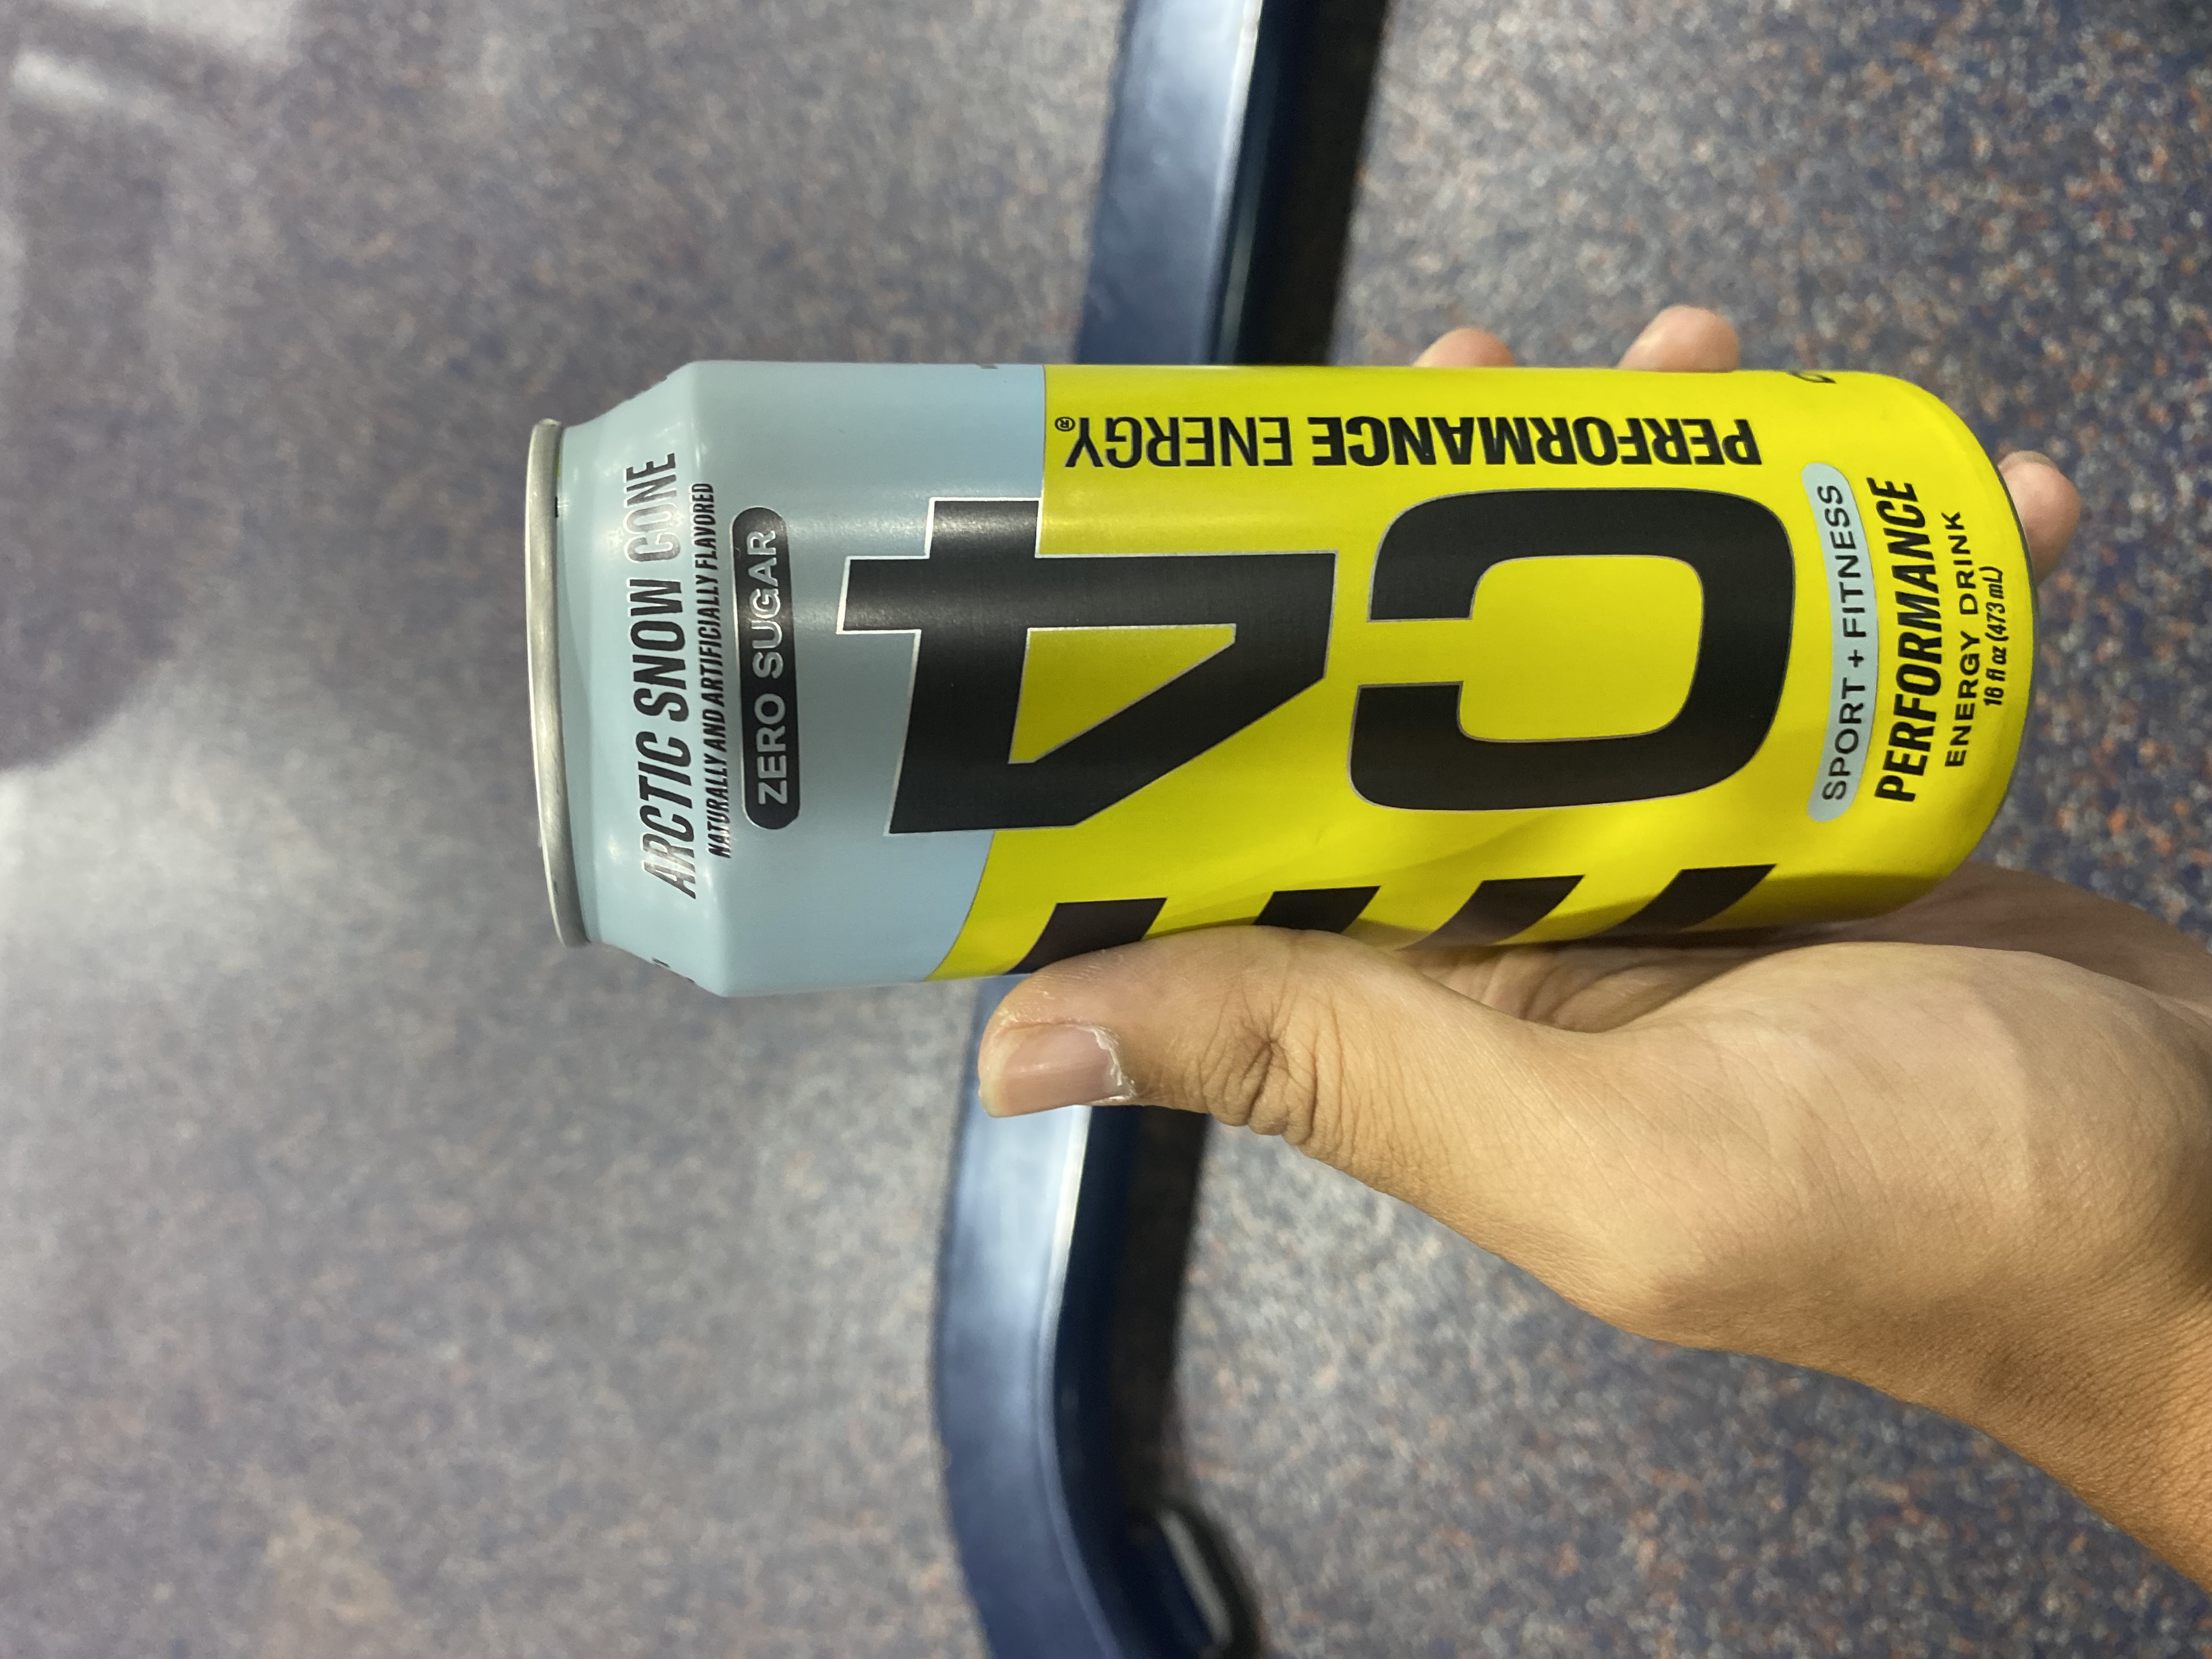 ARCTIC SNOW CONE
NATURALLY AND ARTIFICIALLY FLAVORED
ZERO SUGAR
C4
PERFORMANCE ENERGY®
SPORT + FITNESS
PERFORMANCE
ENERGY DRINK
16 fl oz (473 mL)